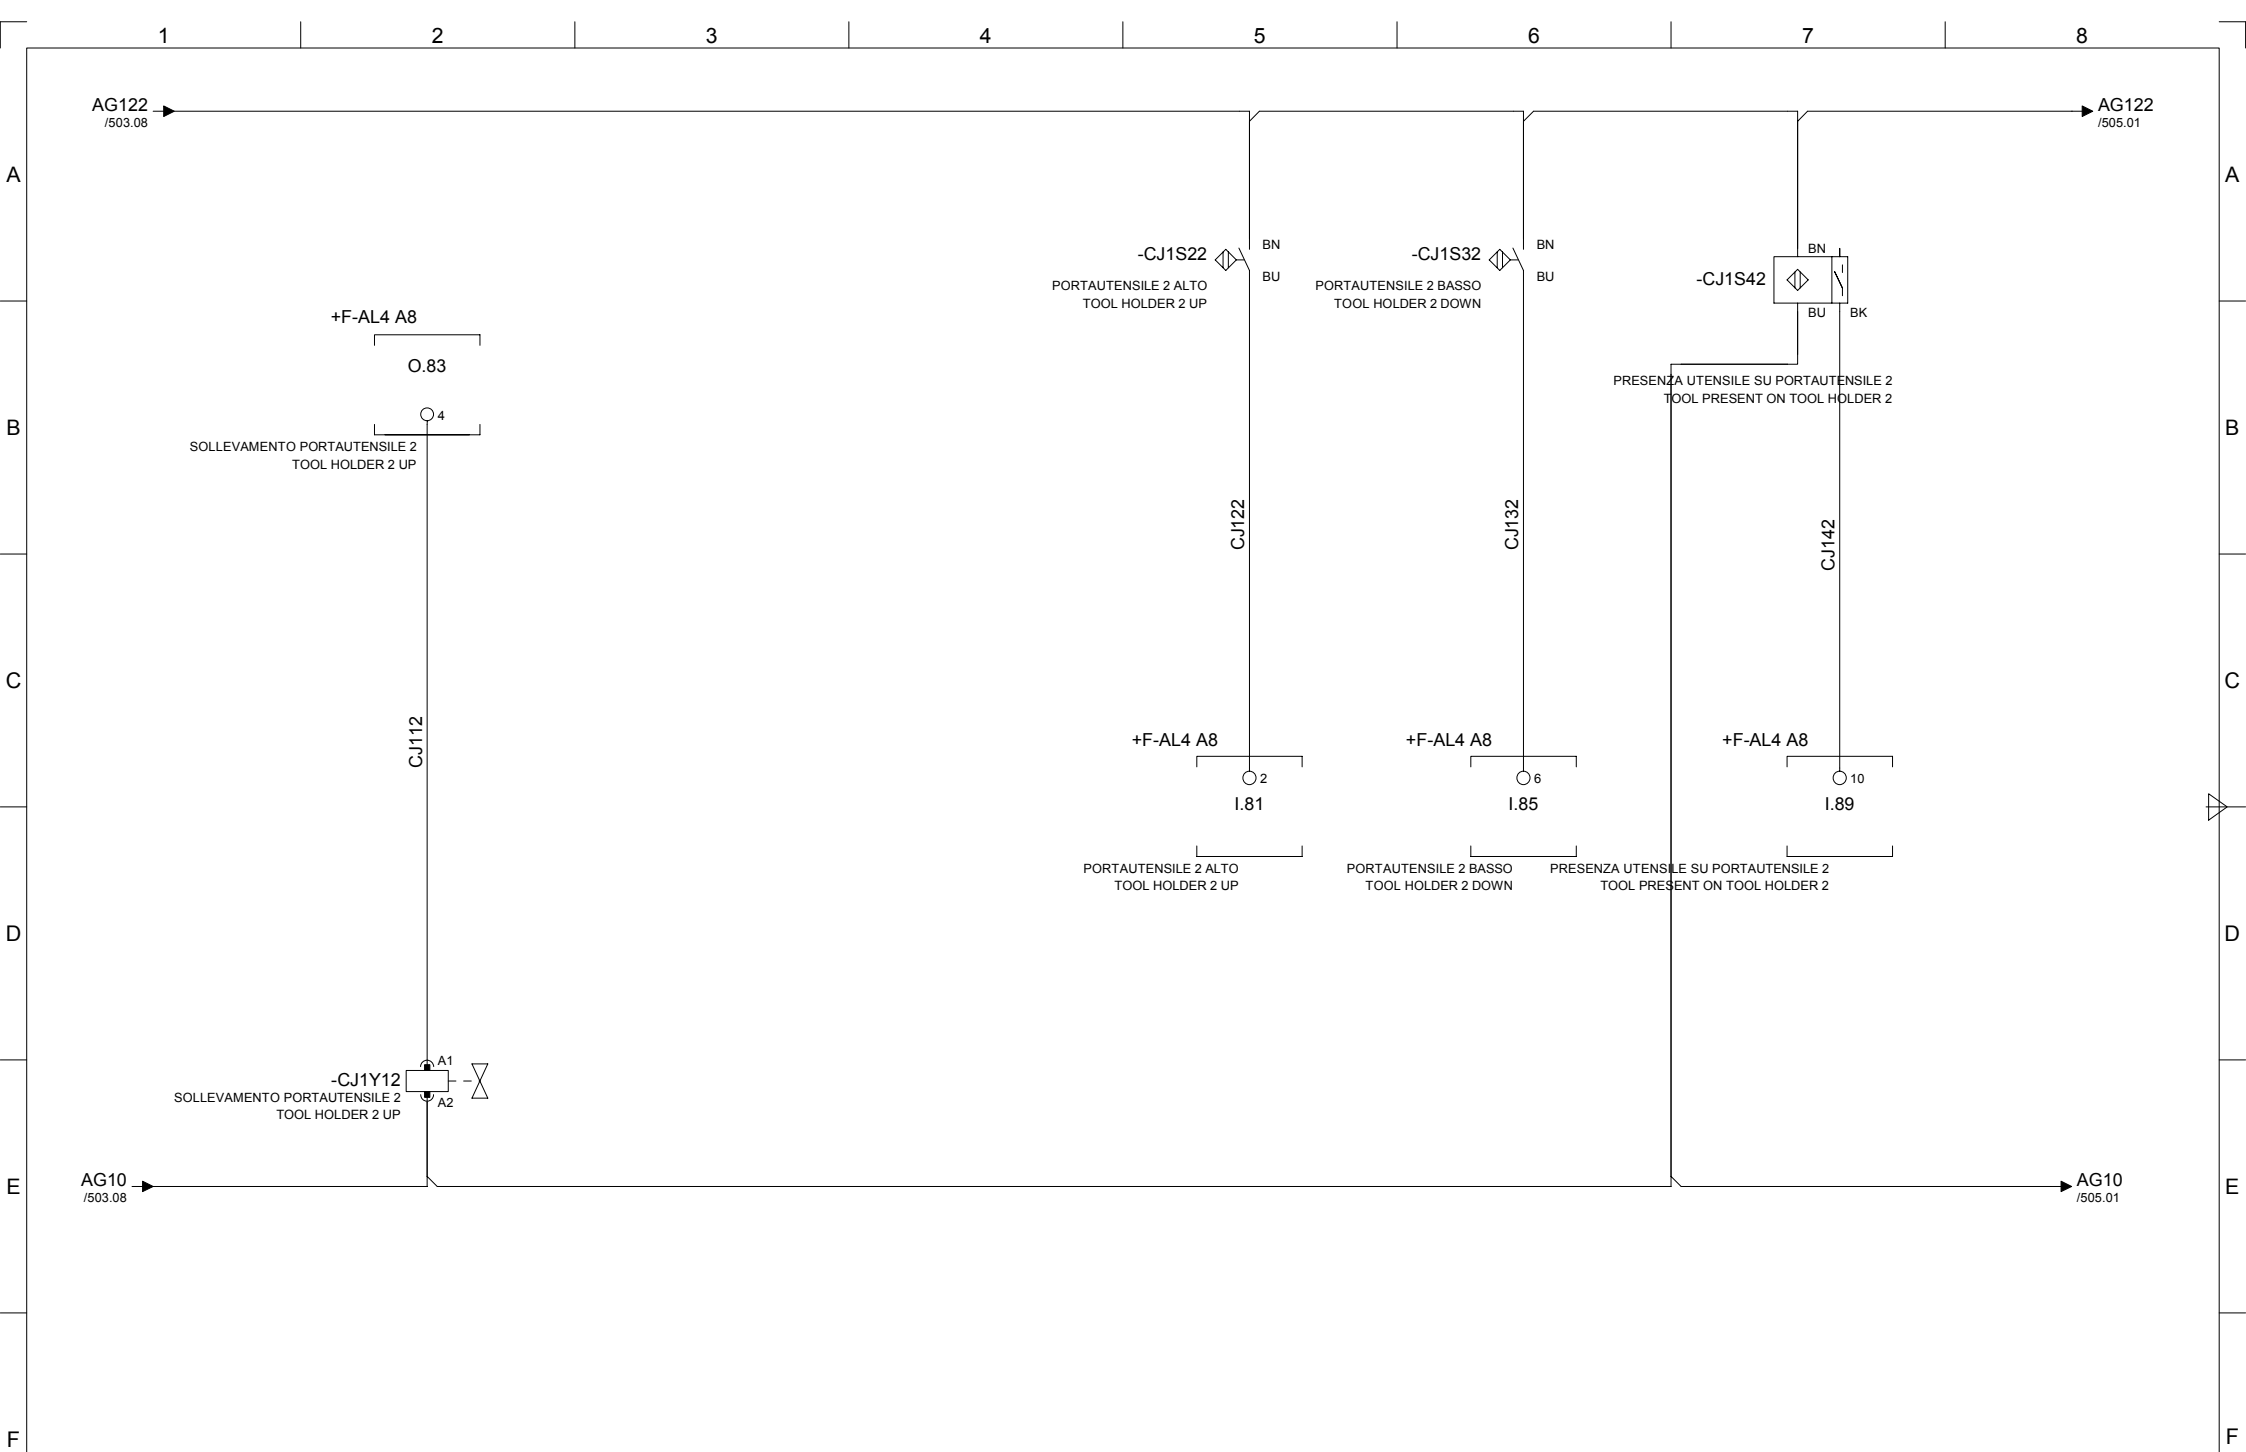 1 2 3 4 5 6 7 8
AG122
/503.08
AG122
/505.01
A
A
-CJ1S22
BN
BU
PORTAUTENSILE 2 ALTO
TOOL HOLDER 2 UP
-CJ1S32
BN
BU
PORTAUTENSILE 2 BASSO
TOOL HOLDER 2 DOWN
-CJ1S42
BN
BU
BK
PRESENZA UTENSILE SU PORTAUTENSILE 2
TOOL PRESENT ON TOOL HOLDER 2
+F-AL4 A8
O.83
4
SOLLEVAMENTO PORTAUTENSILE 2
TOOL HOLDER 2 UP
B
B
CJ122
CJ132
CJ142
C
C
CJ112
+F-AL4 A8
2
I.81
PORTAUTENSILE 2 ALTO
TOOL HOLDER 2 UP
+F-AL4 A8
6
I.85
PORTAUTENSILE 2 BASSO
TOOL HOLDER 2 DOWN
+F-AL4 A8
10
I.89
PRESENZA UTENSILE SU PORTAUTENSILE 2
TOOL PRESENT ON TOOL HOLDER 2
D
D
-CJ1Y12
A1
A2
SOLLEVAMENTO PORTAUTENSILE 2
TOOL HOLDER 2 UP
E
AG10
/503.08
AG10
/505.01
E
F
F